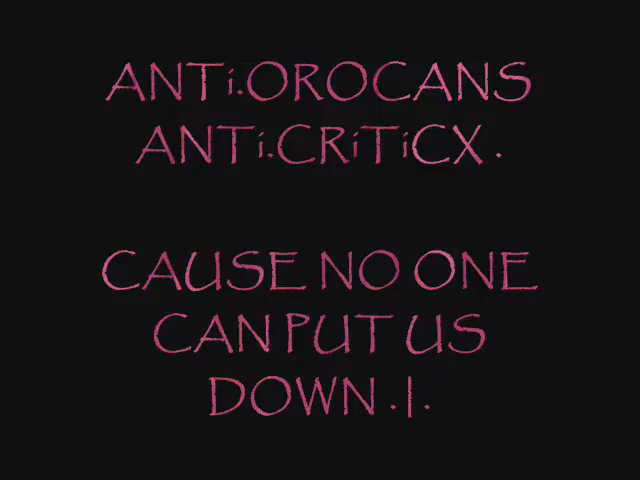 ANTi.OROCANS
ANTi.CRiTiCX .
CAUSE NO ONE
CAN PUT US
DOWN .|.